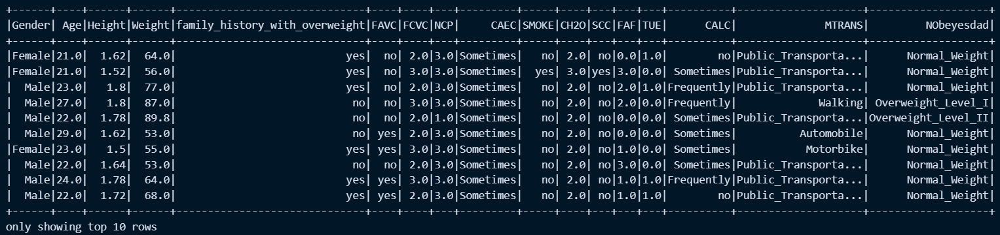 +------+----+------+------+------------------------------+----+----+---+---------+-----+----+---+---+---+----------+--------------------+-------------------+
|Gender| Age|Height|Weight|family_history_with_overweight|FAVC|FCVC|NCP|     CAEC|SMOKE|CH2O|SCC|FAF|TUE|      CALC|              MTRANS|         NObeyesdad|
+------+----+------+------+------------------------------+----+----+---+---------+-----+----+---+---+---+----------+--------------------+-------------------+
|Female|21.0|  1.62|  64.0|                           yes|  no| 2.0|3.0|Sometimes|   no| 2.0| no|0.0|1.0|        no|Public_Transporta...|      Normal_Weight|
|Female|21.0|  1.52|  56.0|                           yes|  no| 3.0|3.0|Sometimes|  yes| 3.0|yes|3.0|0.0| Sometimes|Public_Transporta...|      Normal_Weight|
|  Male|23.0|   1.8|  77.0|                           yes|  no| 2.0|3.0|Sometimes|   no| 2.0| no|2.0|1.0|Frequently|Public_Transporta...|      Normal_Weight|
|  Male|27.0|   1.8|  87.0|                            no|  no| 3.0|3.0|Sometimes|   no| 2.0| no|2.0|0.0|Frequently|             Walking| Overweight_Level_I|
|  Male|22.0|  1.78|  89.8|                            no|  no| 2.0|1.0|Sometimes|   no| 2.0| no|0.0|0.0| Sometimes|Public_Transporta...|Overweight_Level_II|
|  Male|29.0|  1.62|  53.0|                            no| yes| 2.0|3.0|Sometimes|   no| 2.0| no|0.0|0.0| Sometimes|          Automobile|      Normal_Weight|
|Female|23.0|   1.5|  55.0|                           yes| yes| 3.0|3.0|Sometimes|   no| 2.0| no|1.0|0.0| Sometimes|           Motorbike|      Normal_Weight|
|  Male|22.0|  1.64|  53.0|                            no|  no| 2.0|3.0|Sometimes|   no| 2.0| no|3.0|0.0| Sometimes|Public_Transporta...|      Normal_Weight|
|  Male|24.0|  1.78|  64.0|                           yes| yes| 3.0|3.0|Sometimes|   no| 2.0| no|1.0|1.0|Frequently|Public_Transporta...|      Normal_Weight|
|  Male|22.0|  1.72|  68.0|                           yes| yes| 2.0|3.0|Sometimes|   no| 2.0| no|1.0|1.0|        no|Public_Transporta...|      Normal_Weight|
+------+----+------+------+------------------------------+----+----+---+---------+-----+----+---+---+---+----------+--------------------+-------------------+
only showing top 10 rows